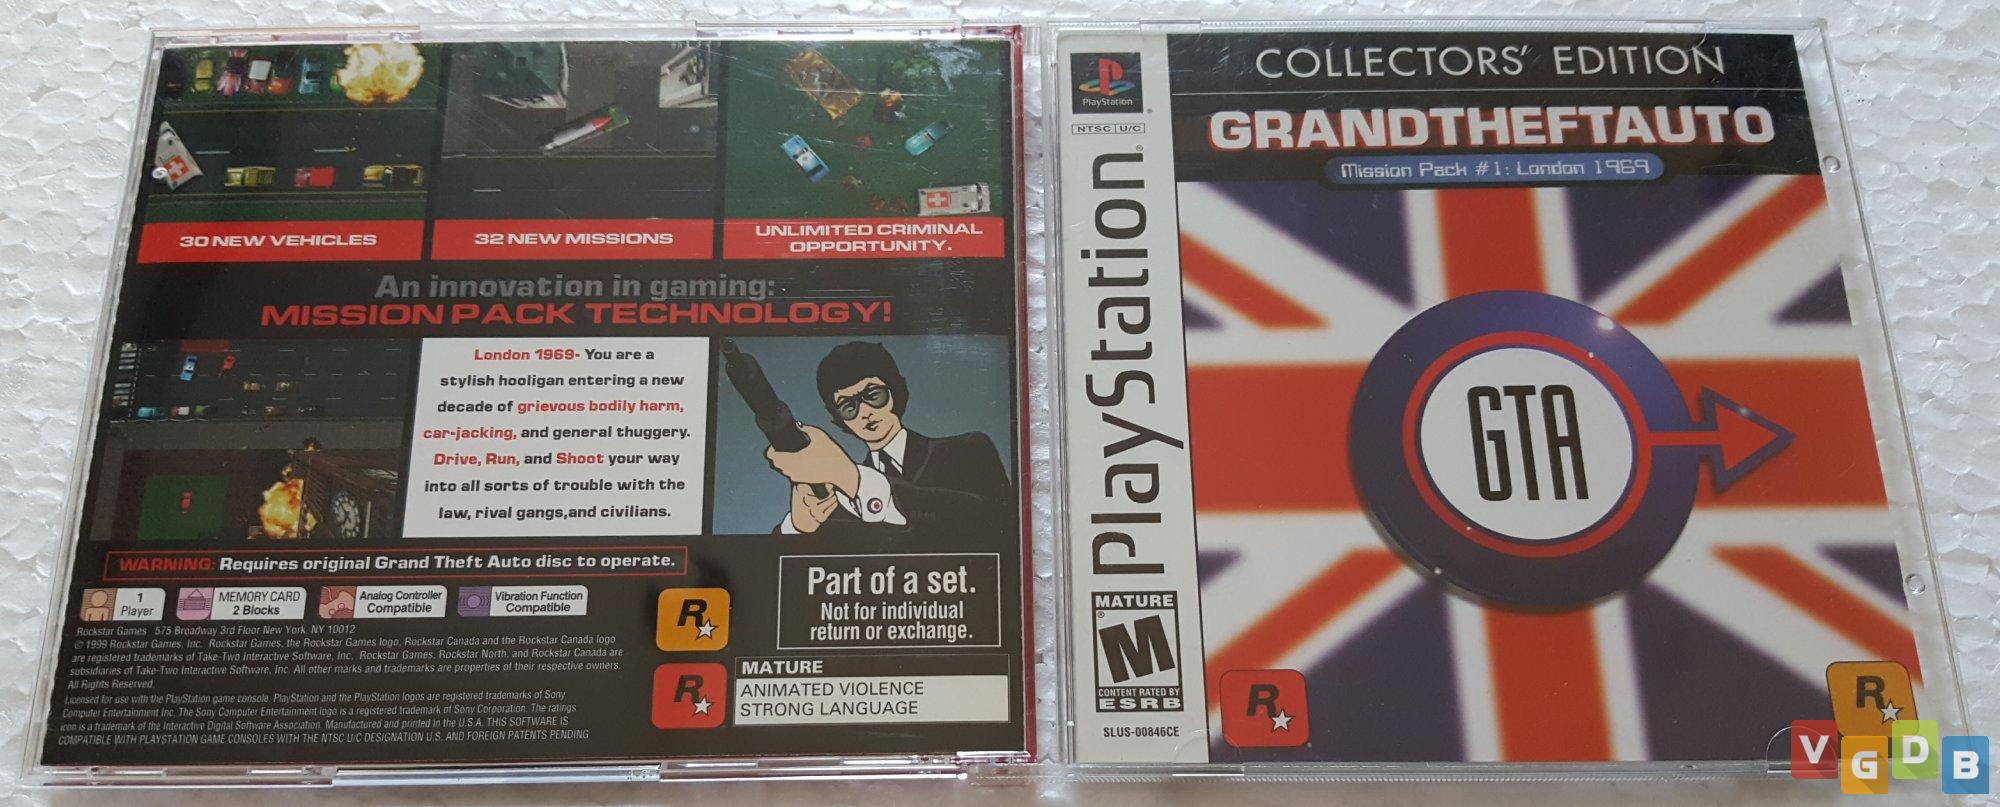 30 NEW VEHICLES
32 NEW MISSIONS
UNLIMITED CRIMINAL
OPPORTUNITY.
An innovation in gaming:
MISSION PACK TECHNOLOGY!
London 1969- You are a
stylish hooligan entering a new
decade of grievous bodily harm,
car-jacking, and general thuggery.
Drive, Run, and Shoot your way
into all sorts of trouble with the
law, rival gangs,and civilians.
WARNING: Requires original Grand Theft Auto disc to operate.
1
Player
MEMORY CARD
2 Blocks
Analog Controller
Compatible
Vibration Function
Compatible
Rockstar Games 575 Broadway 3rd Floor New York, NY 10012
© 1999 Rockstar Games, Inc. Rockstar Games, the Rockstar Games logo, Rockstar Canada and the Rockstar Canada logo
are registered trademarks of Take-Two Interactive Software, Inc. Rockstar Games, Rockstar North, and Rockstar Canada are
subsidiaries of Take-Two Interactive Software, Inc. All other marks and trademarks are properties of their respective owners.
All Rights Reserved.
Licensed for use with the PlayStation game console. PlayStation and the PlayStation logos are registered trademarks of Sony
Computer Entertainment Inc. The Sony Computer Entertainment logo is a registered trademark of Sony Corporation. The ratings
icon is a trademark of the Interactive Digital Software Association. Manufactured and printed in the U.S.A. THIS SOFTWARE IS
COMPATIBLE WITH PLAYSTATION GAME CONSOLES WITH THE NTSC U/C DESIGNATION U.S. AND FOREIGN PATENTS PENDING
R
R
Part of a set.
Not for individual
return or exchange.
MATURE
ANIMATED VIOLENCE
STRONG LANGUAGE
PlayStation
NTSC U/C
PlayStation
MATURE
M
CONTENT RATED BY
ESRB
SLUS-00846CE
COLLECTORS' EDITION
GRANDTHEFTAUTO
Mission Pack #1: London 1969
GTA
R
R
VGDB